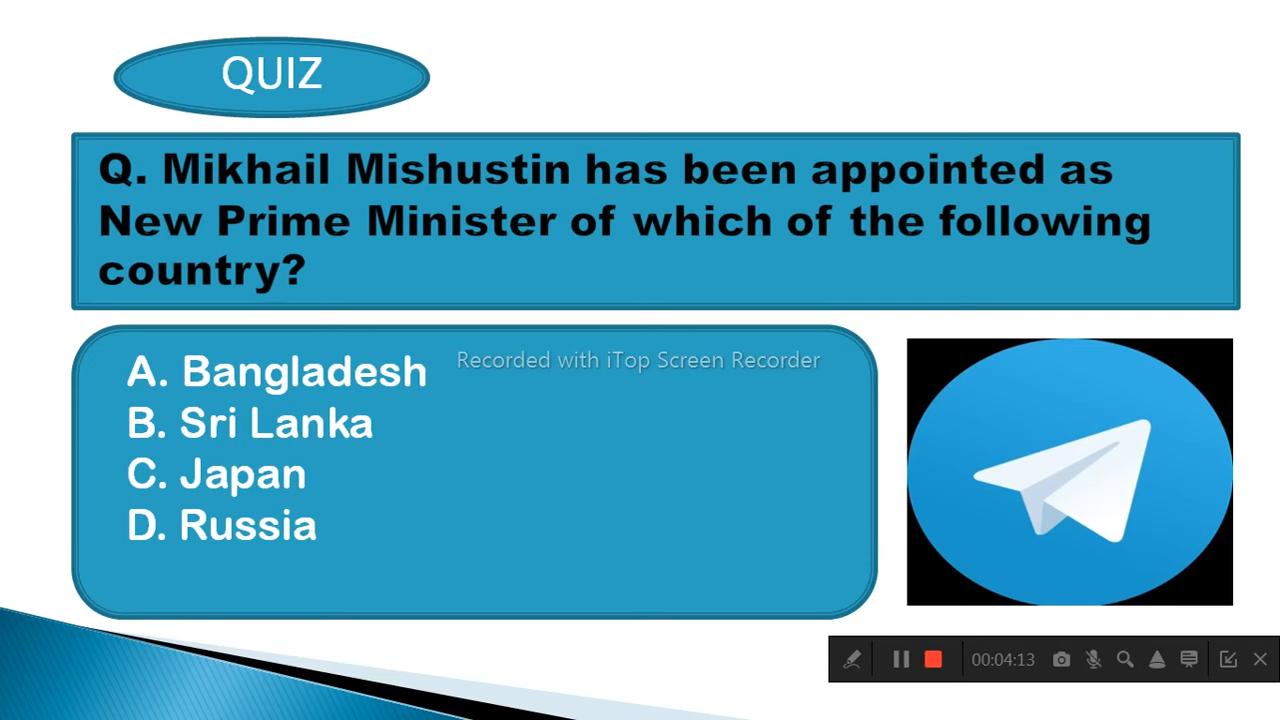 QUIZ
Q. Mikhail Mishustin has been appointed as
New Prime Minister of which of the following
country?
A. Bangladesh
Recorded with iTop Screen Recorder
B. Sri Lanka
C. Japan
D. Russia
00:04:13